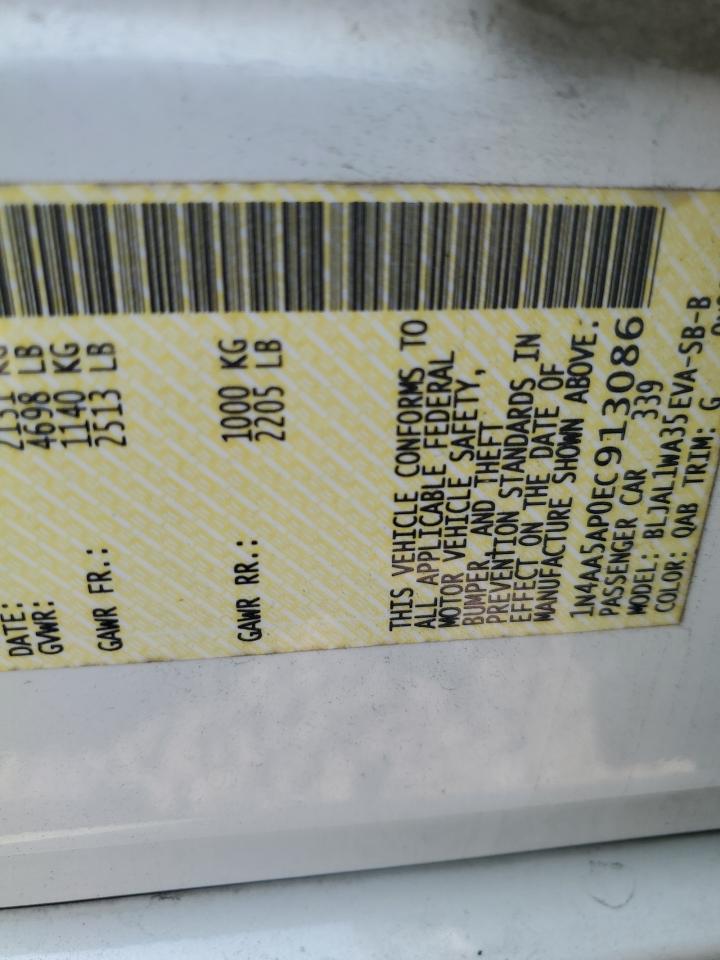 DATE:
GVWR:
4698 LB
GAWR FR.: 1140 KG
2513 LB
GAWR RR.: 1000 KG
2205 LB
THIS VEHICLE CONFORMS TO
ALL APPLICABLE FEDERAL
MOTOR VEHICLE SAFETY,
BUMPER AND THEFT
PREVENTION STANDARDS IN
EFFECT ON THE DATE OF
MANUFACTURE SHOWN ABOVE.
1N4AA5AP0EC913086
PASSENGER CAR 339
MODEL: BLJAL1WA35EVA-SB-B
COLOR: QAB TRIM: G